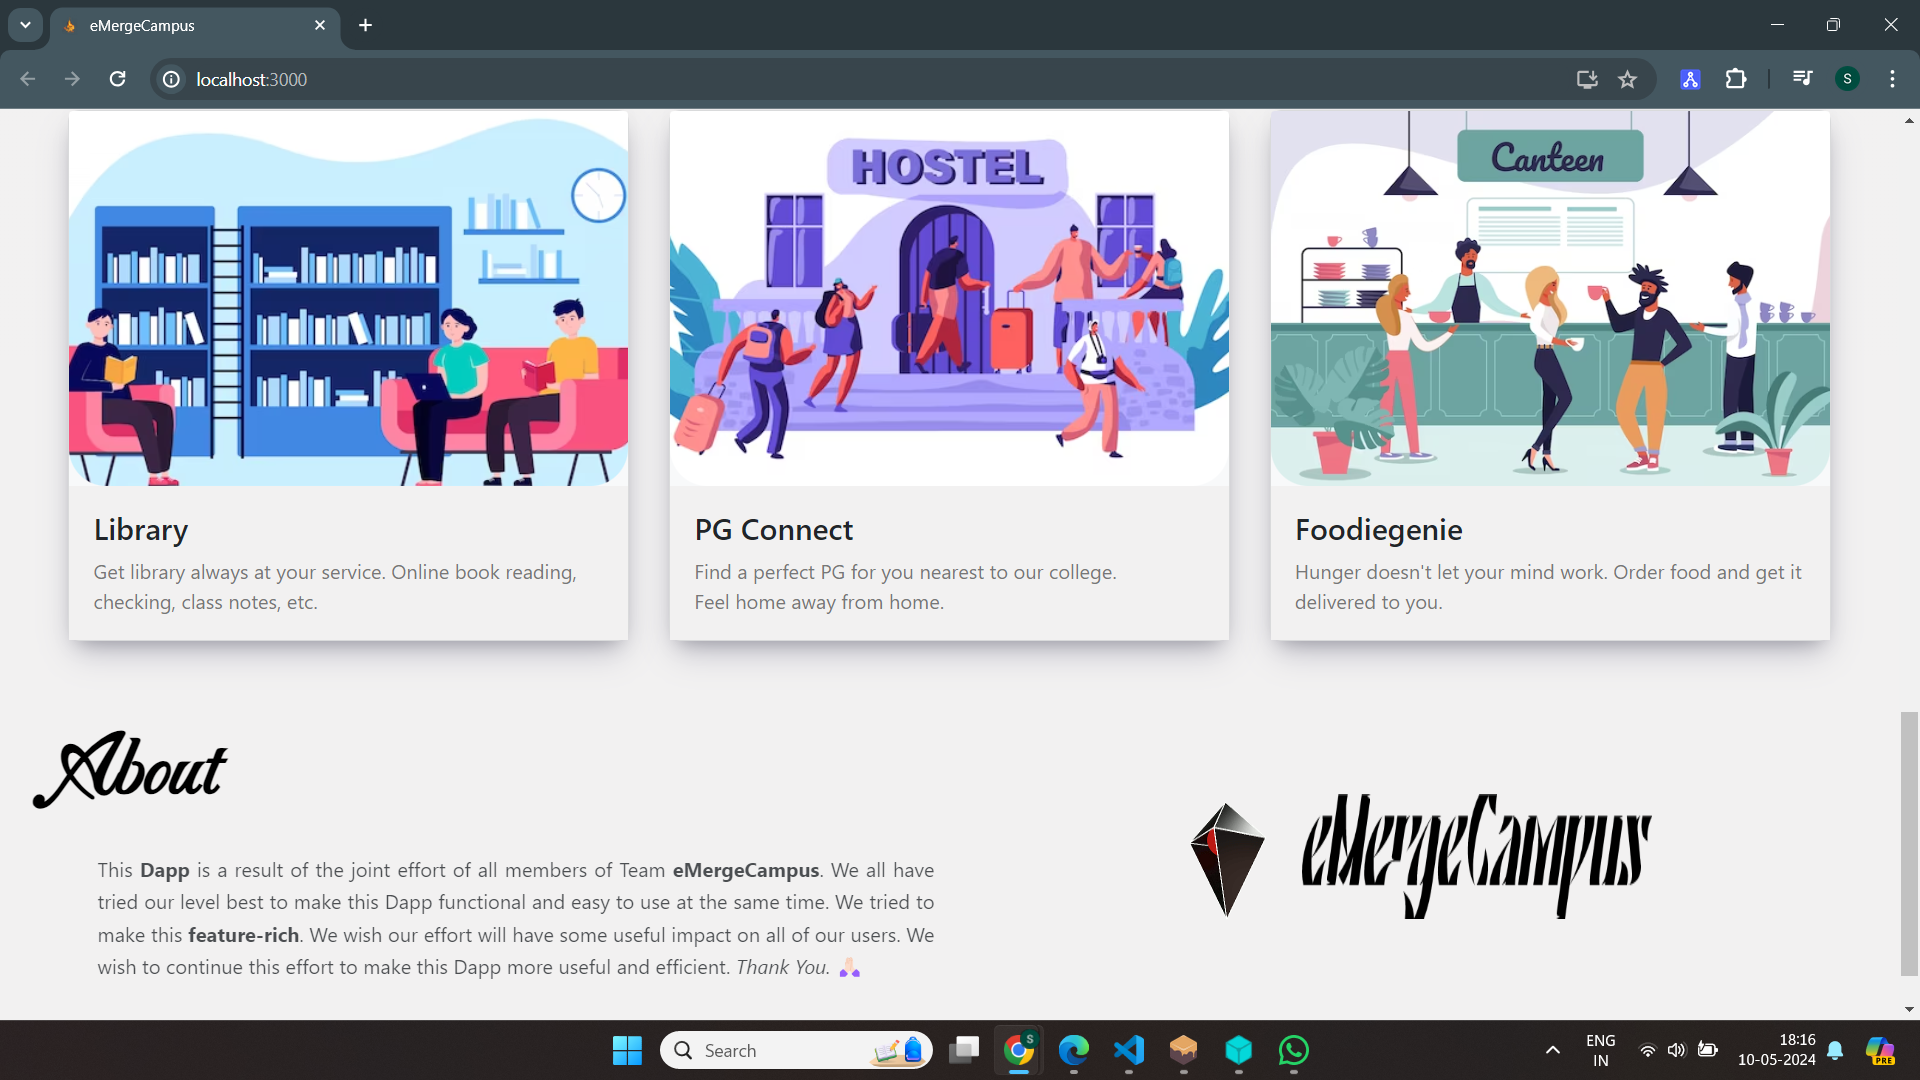 eMergeCampus
localhost:3000
S
HOSTEL
Canteen
Library
Get library always at your service. Online book reading,
checking, class notes, etc.
PG Connect
Find a perfect PG for you nearest to our college.
Feel home away from home.
Foodiegenie
Hunger doesn't let your mind work. Order food and get it
delivered to you.
About
This Dapp is a result of the joint effort of all members of Team eMergeCampus. We all have
tried our level best to make this Dapp functional and easy to use at the same time. We tried to
make this feature-rich. We wish our effort will have some useful impact on all of our users. We
wish to continue this effort to make this Dapp more useful and efficient. Thank You. 🙏🏻
eMergeCampus
Search
S
ENG
IN
18:16
10-05-2024
PRE